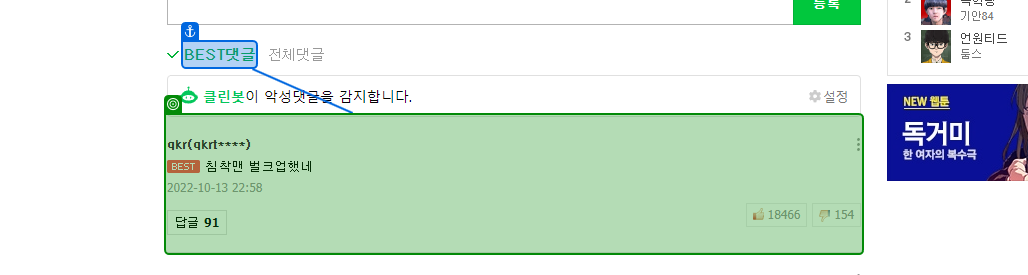 등록
BEST댓글 전체댓글
클린봇이 악성댓글을 감지합니다.
설정
qkr(qkrt****)
BEST 침착맨 벌크업했네
2022-10-13 22:58
답글 91
18466
154
2
기안84
3
언원티드
둠스
NEW 웹툰
독거미
한 여자의 복수극